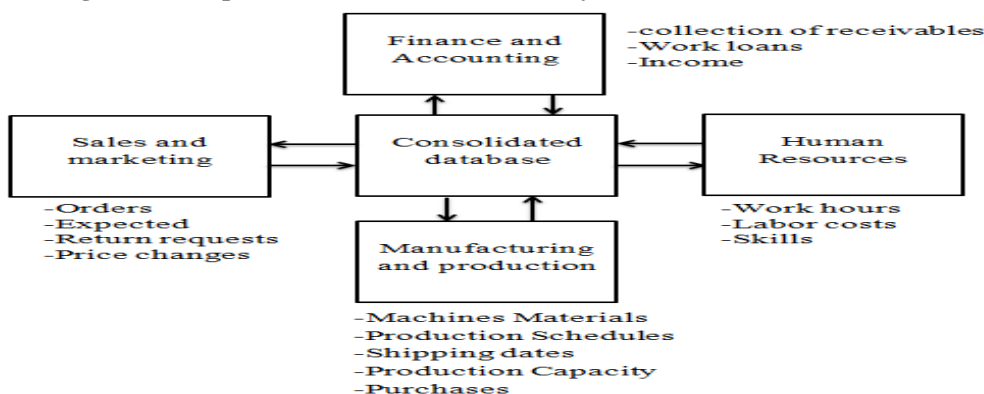 Finance and
Accounting
-collection of receivables
-Work loans
-Income
Sales and
marketing
Consolidated
database
Human
Resources
-Orders
-Expected
-Return requests
-Price changes
-Work hours
-Labor costs
-Skills
Manufacturing
and production
-Machines Materials
-Production Schedules
-Shipping dates
-Production Capacity
-Purchases